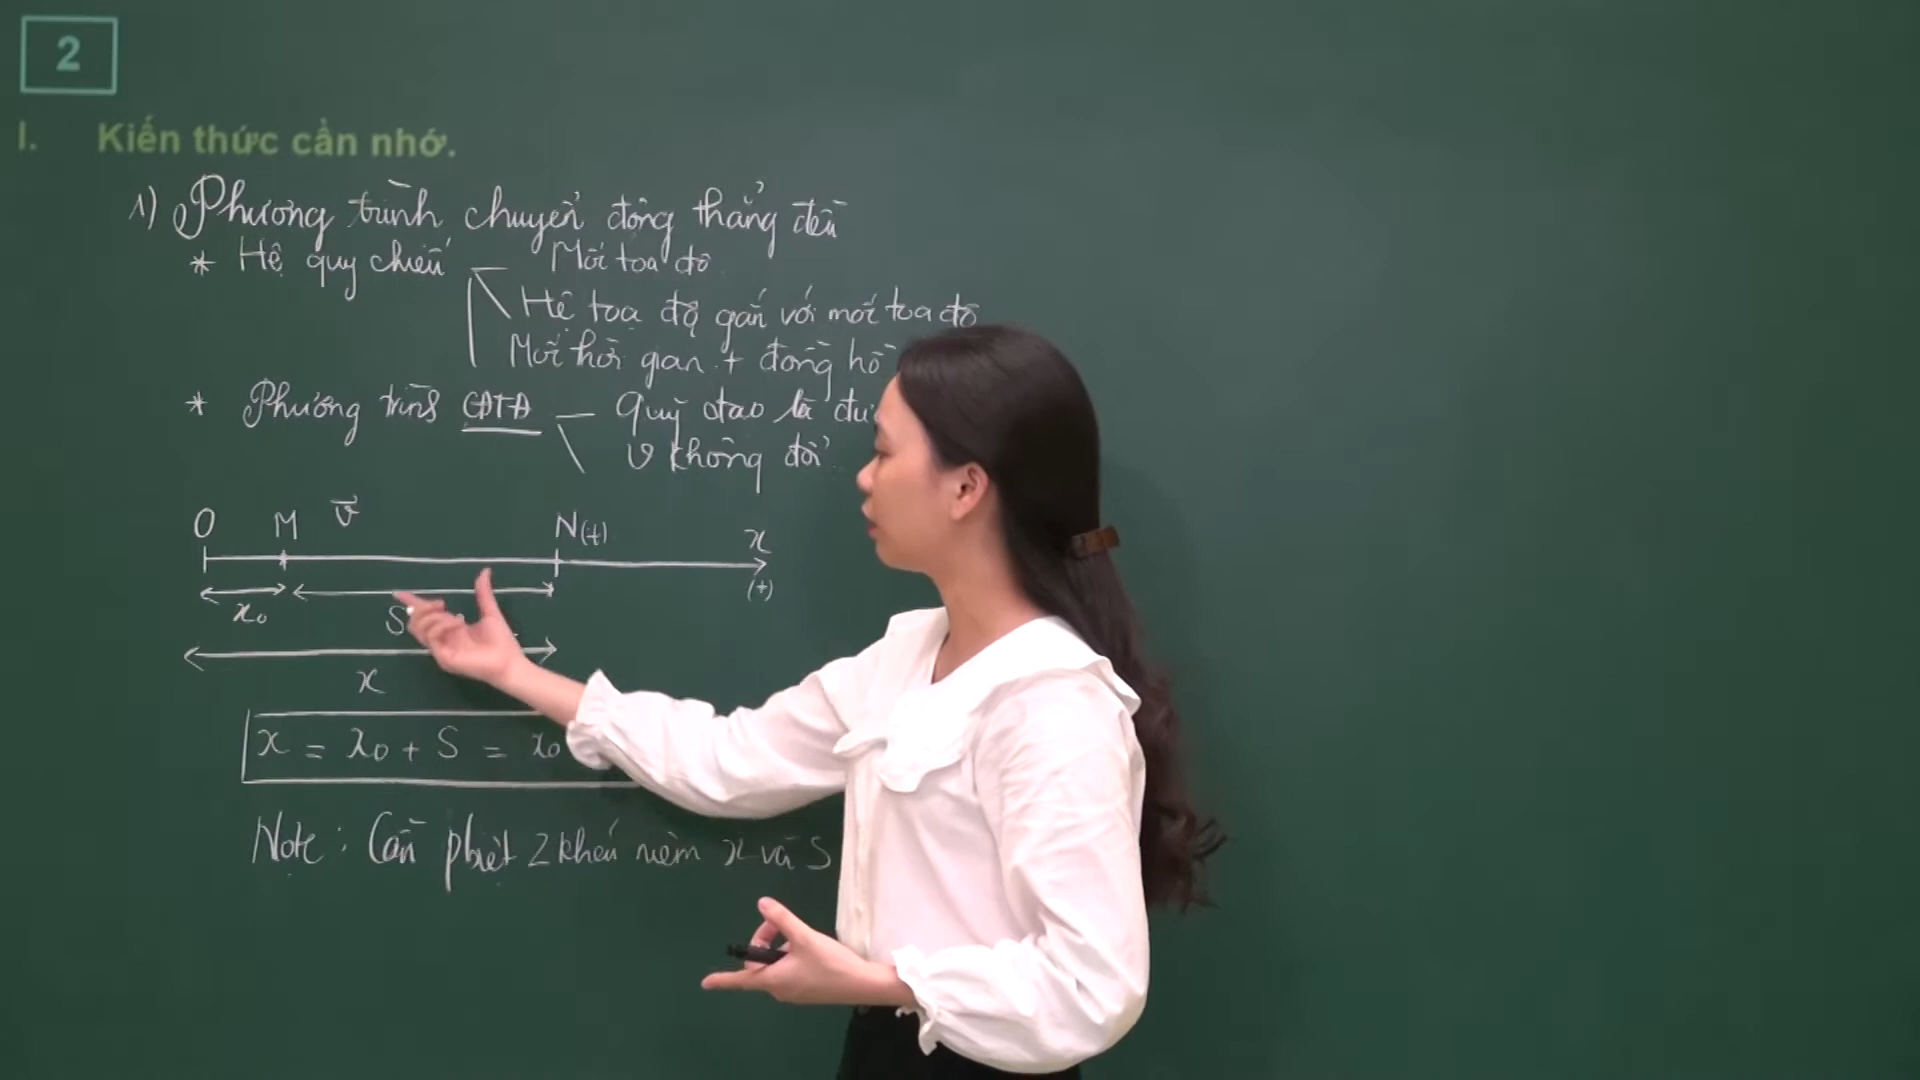 2
I. Kiến thức cần nhớ.
1) Phương trình chuyển động thẳng đều
* Hệ quy chiếu
Mốc toạ độ
Hệ toạ độ gắn với mốc toạ độ
Mốc thời gian + đồng hồ
* Phương trình CĐTĐ
Quỹ đạo là
v không đổi
O M v⃗ N(t) x
(+)
x₀ S
x
x = x₀ + S = x₀
Note: Cần phân biệt 2 khái niệm x và S